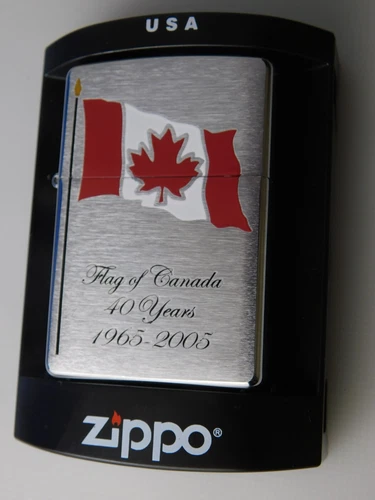 USA
Flag of Canada
40 Years
1965-2005
zippo®